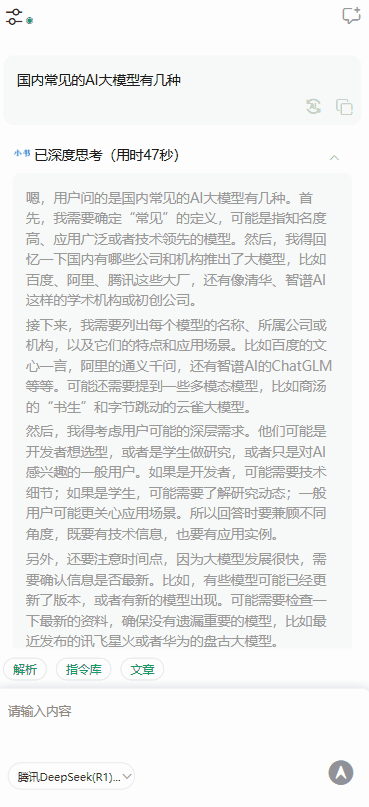 国内常见的AI大模型有几种
小书 已深度思考（用时47秒）
嗯，用户问的是国内常见的AI大模型有几种。首
先，我需要确定“常见”的定义，可能是指知名度
高、应用广泛或者技术领先的模型。然后，我得回
忆一下国内有哪些公司和机构推出了大模型，比如
百度、阿里、腾讯这些大厂，还有像清华、智谱AI
这样的学术机构或初创公司。
接下来，我需要列出每个模型的名称、所属公司或
机构，以及它们的特点和应用场景。比如百度的文
心一言，阿里的通义千问，还有智谱AI的ChatGLM
等等。可能还需要提到一些多模态模型，比如商汤
的“书生”和字节跳动的云雀大模型。
然后，我得考虑用户可能的深层需求。他们可能是
开发者想选型，或者是学生做研究，或者只是对AI
感兴趣的一般用户。如果是开发者，可能需要技术
细节；如果是学生，可能需要了解研究动态；一般
用户可能更关心应用场景。所以回答时要兼顾不同
角度，既要有技术信息，也要有应用实例。
另外，还要注意时间点，因为大模型发展很快，需
要确认信息是否最新。比如，有些模型可能已经更
新了版本，或者有新的模型出现。可能需要检查一
下最新的资料，确保没有遗漏重要的模型，比如最
近发布的讯飞星火或者华为的盘古大模型。
解析 指令库 文章
请输入内容
腾讯DeepSeek(R1)...